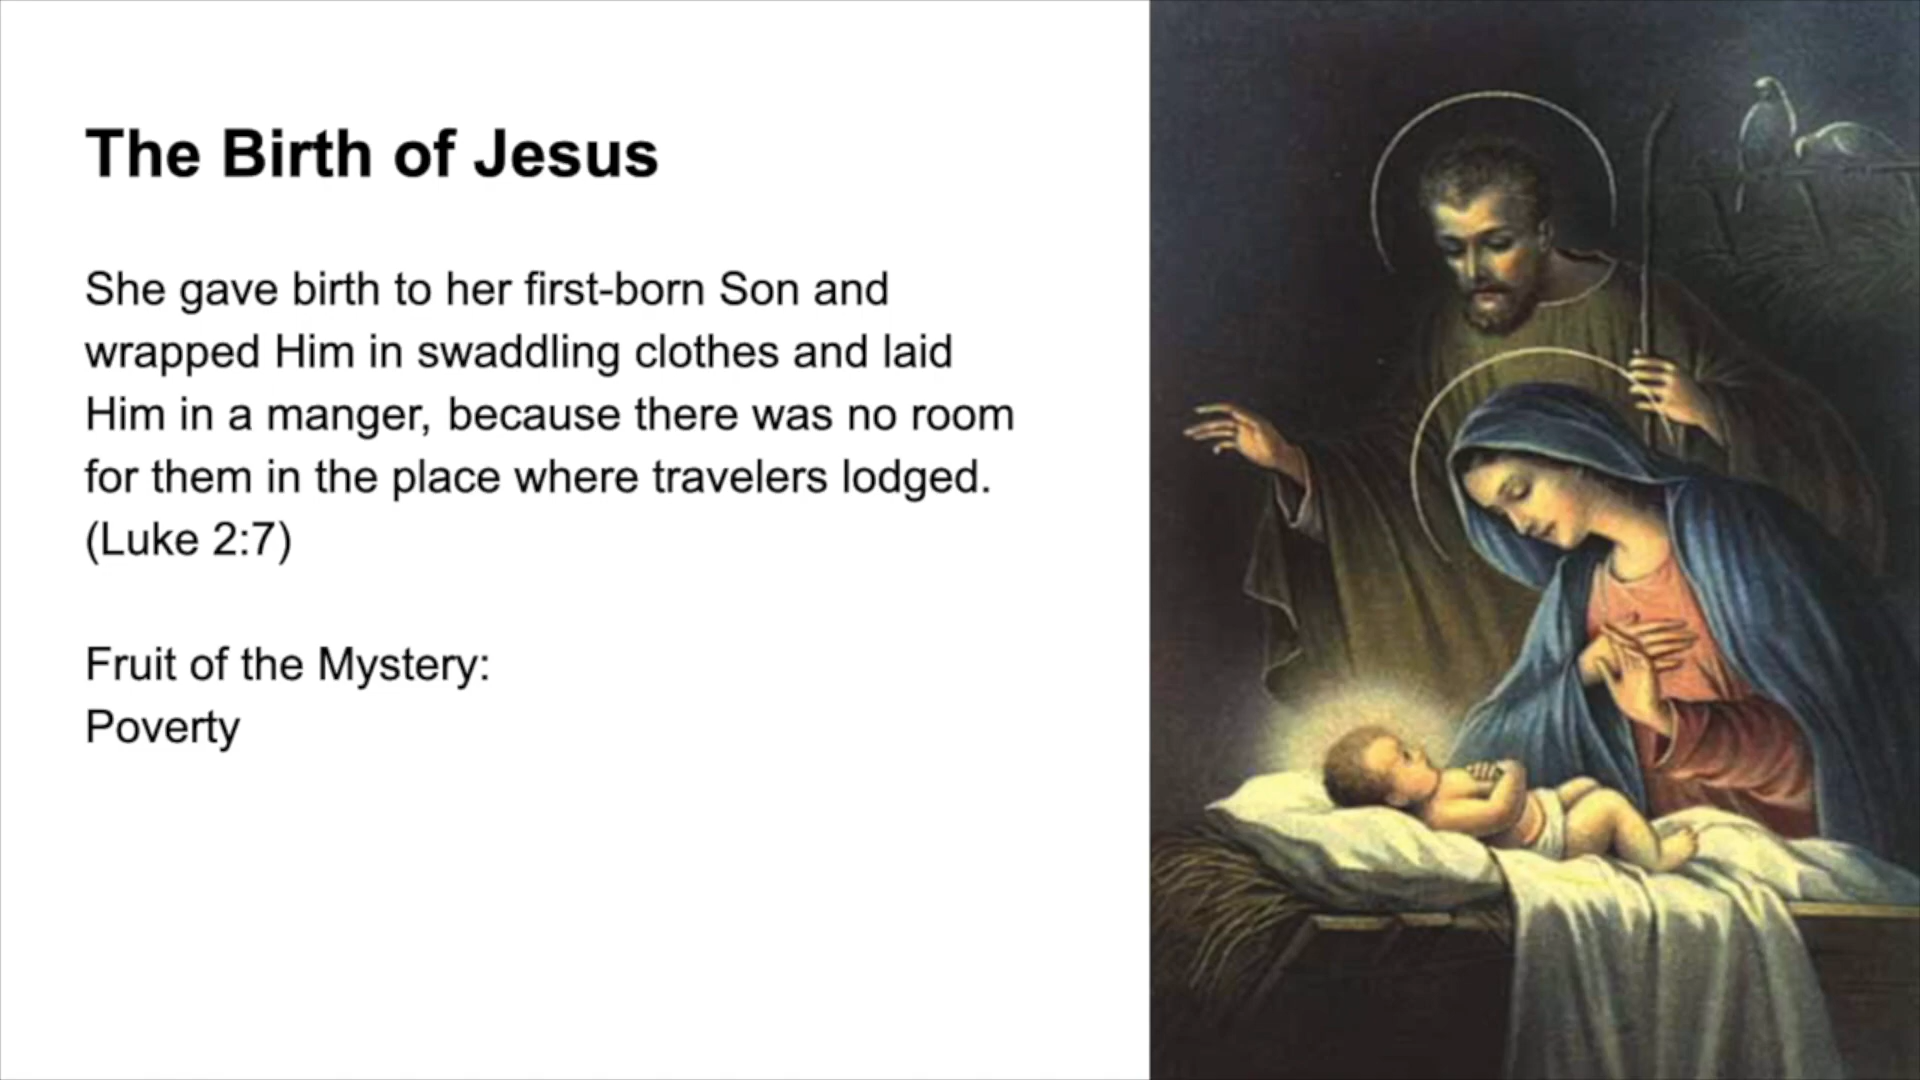 The Birth of Jesus
She gave birth to her first-born Son and
wrapped Him in swaddling clothes and laid
Him in a manger, because there was no room
for them in the place where travelers lodged.
(Luke 2:7)
Fruit of the Mystery:
Poverty